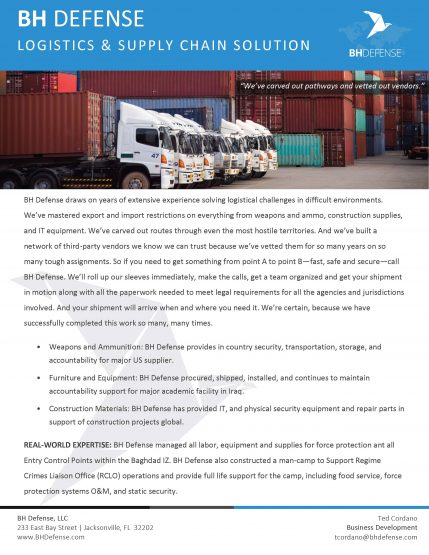 BH DEFENSE
LOGISTICS & SUPPLY CHAIN SOLUTION
BHDEFENSE
"We've carved out pathways and vetted out vendors."
47
BH Defense draws on years of extensive experience solving logistical challenges in difficult environments.
We've mastered export and import restrictions on everything from weapons and ammo, construction supplies,
and IT equipment. We've carved out routes through even the most hostile territories. And we've built a
network of third-party vendors we know we can trust because we've vetted them for so many years on so
many tough assignments. So if you need to get something from point A to point B—fast, safe and secure—call
BH Defense. We'll roll up our sleeves immediately, make the calls, get a team organized and get your shipment
in motion along with all the paperwork needed to meet legal requirements for all the agencies and jurisdictions
involved. And your shipment will arrive when and where you need it. We're certain, because we have
successfully completed this work so many, many times.
• Weapons and Ammunition: BH Defense provides in country security, transportation, storage, and
accountability for major US supplier.
• Furniture and Equipment: BH Defense procured, shipped, installed, and continues to maintain
accountability support for major academic facility in Iraq.
• Construction Materials: BH Defense has provided IT, and physical security equipment and repair parts in
support of construction projects global.
REAL-WORLD EXPERTISE: BH Defense managed all labor, equipment and supplies for force protection ant all
Entry Control Points within the Baghdad IZ. BH Defense also constructed a man-camp to Support Regime
Crimes Liaison Office (RCLO) operations and provide full life support for the camp, including food service, force
protection systems O&M, and static security.
BH Defense, LLC
233 East Bay Street | Jacksonville, FL 32202
www.BHDefense.com
Ted Cordano
Business Development
tcordano@bhdefense.com